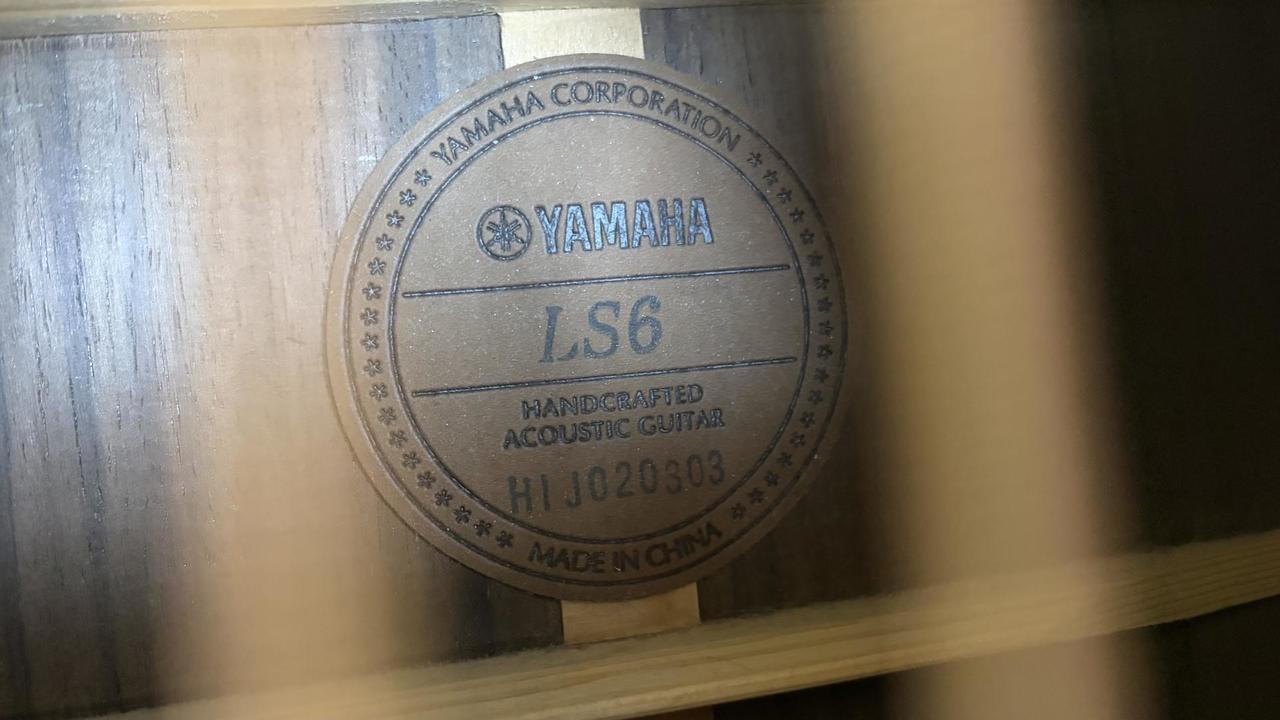 YAMAHA CORPORATION
YAMAHA
LS6
HANDCRAFTED
ACOUSTIC GUITAR
HIJ020303
MADE IN CHINA